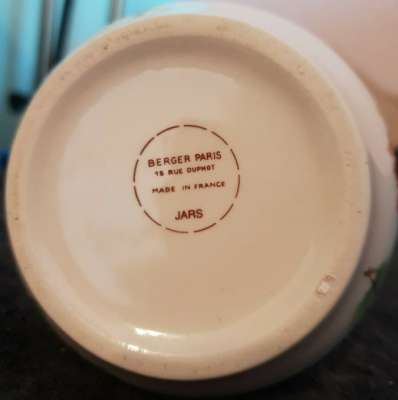 BERGER PARIS
15 RUE DUPHOT
MADE IN FRANCE
JARS